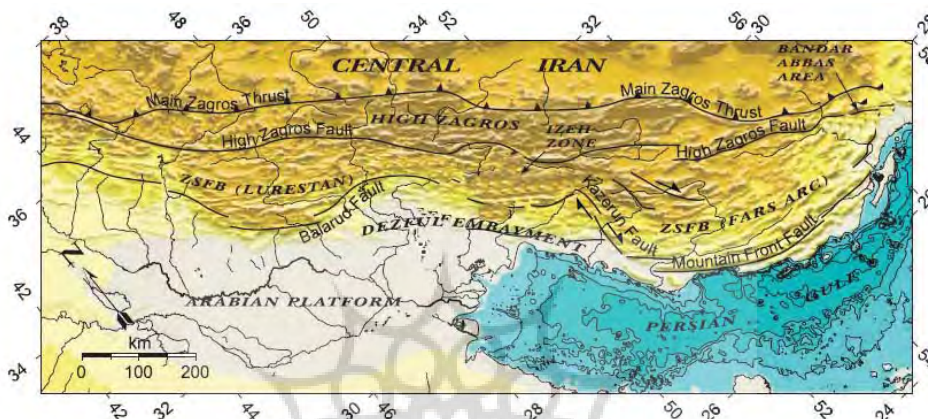 38 48 50 34 52 32 56 30 28
BANDAR
ABBAS
AREA
CENTRAL IRAN
Main Zagros Thrust
Main Zagros Thrust
HIGH ZAGROS
High Zagros Fault
High Zagros Fault
IZEH
ZONE
44
ZSFB (LURESTAN)
Balarud Fault
Kazerun Fault
ZSFB (FARS ARC)
DEZFUL EMBAYMENT
Mountain Front Fault
36
ARABIAN PLATFORM
PERSIAN GULF
42
km
0 100 200
34
42 32 44 30 46 28 50 26 53 24